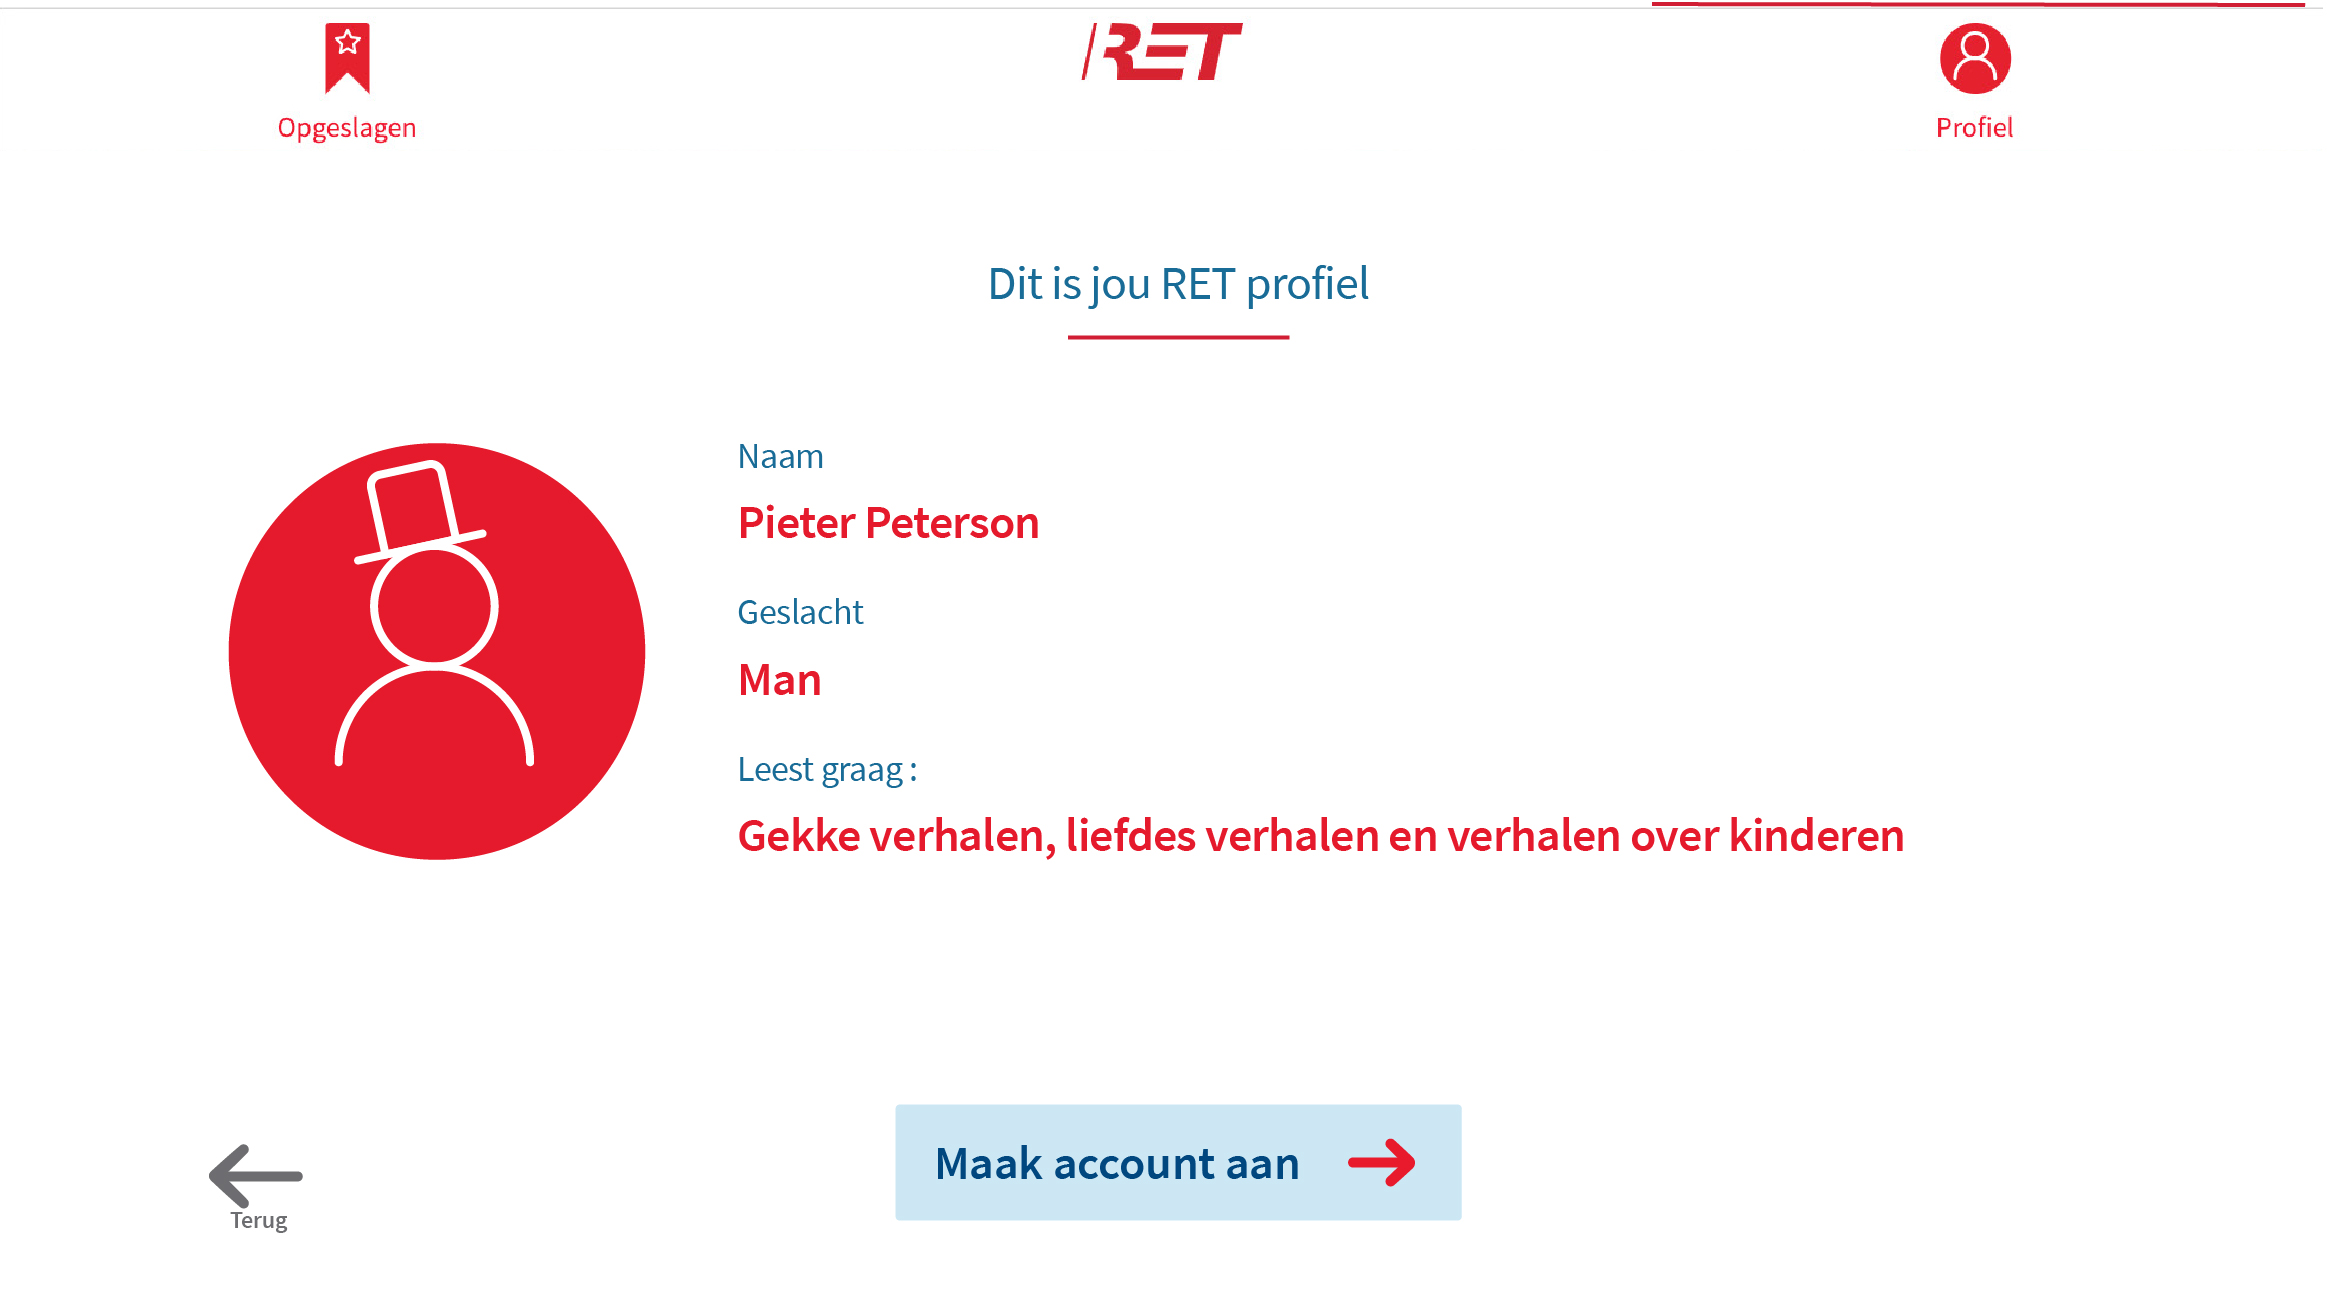 Opgeslagen
RET
Profiel
Dit is jou RET profiel
Naam
Pieter Peterson
Geslacht
Man
Leest graag :
Gekke verhalen, liefdes verhalen en verhalen over kinderen
Maak account aan
Terug